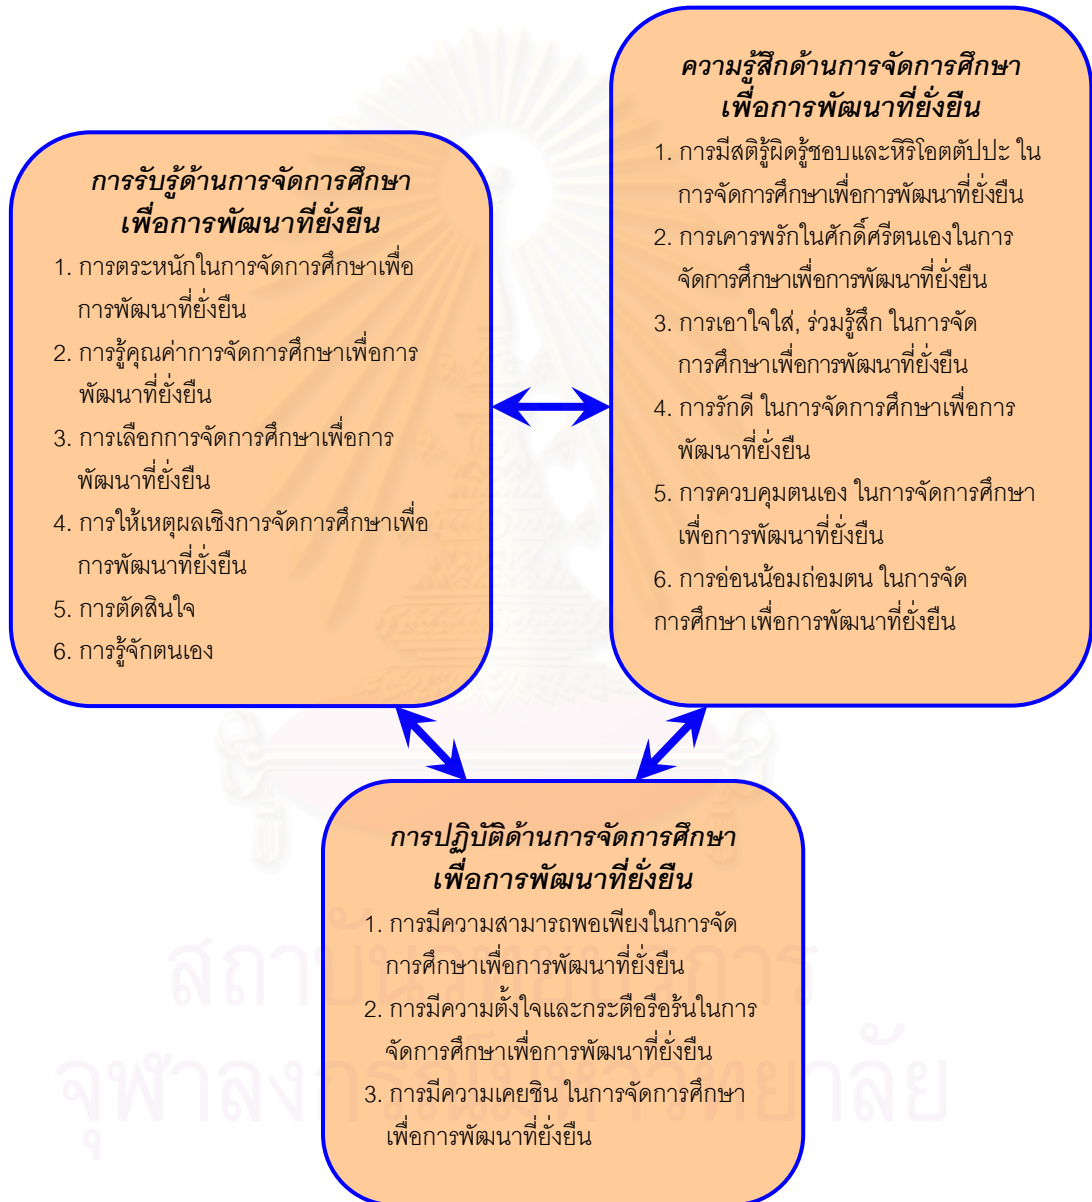 การรับรู้ด้านการจัดการศึกษา
เพื่อการพัฒนาที่ยั่งยืน
1. การตระหนักในการจัดการศึกษาเพื่อ
การพัฒนาที่ยั่งยืน
2. การรู้คุณค่าการจัดการศึกษาเพื่อการ
พัฒนาที่ยั่งยืน
3. การเลือกการจัดการศึกษาเพื่อการ
พัฒนาที่ยั่งยืน
4. การให้เหตุผลเชิงการจัดการศึกษาเพื่อ
การพัฒนาที่ยั่งยืน
5. การตัดสินใจ
6. การรู้จักตนเอง
ความรู้สึกด้านการจัดการศึกษา
เพื่อการพัฒนาที่ยั่งยืน
1. การมีสติรู้ผิดรู้ชอบและหิริโอตตัปปะ ใน
การจัดการศึกษาเพื่อการพัฒนาที่ยั่งยืน
2. การเคารพรักในศักดิ์ศรีตนเองในการ
จัดการศึกษาเพื่อการพัฒนาที่ยั่งยืน
3. การเอาใจใส่, ร่วมรู้สึก ในการจัด
การศึกษาเพื่อการพัฒนาที่ยั่งยืน
4. การรักดี ในการจัดการศึกษาเพื่อการ
พัฒนาที่ยั่งยืน
5. การควบคุมตนเอง ในการจัดการศึกษา
เพื่อการพัฒนาที่ยั่งยืน
6. การอ่อนน้อมถ่อมตน ในการจัด
การศึกษา เพื่อการพัฒนาที่ยั่งยืน
การปฏิบัติด้านการจัดการศึกษา
เพื่อการพัฒนาที่ยั่งยืน
1. การมีความสามารถพอเพียงในการจัด
การศึกษาเพื่อการพัฒนาที่ยั่งยืน
2. การมีความตั้งใจและกระตือรือร้นในการ
จัดการศึกษาเพื่อการพัฒนาที่ยั่งยืน
3. การมีความเคยชิน ในการจัดการศึกษา
เพื่อการพัฒนาที่ยั่งยืน
สถาบันวิทยบริการ
จุฬาลงกรณ์มหาวิทยาลัย